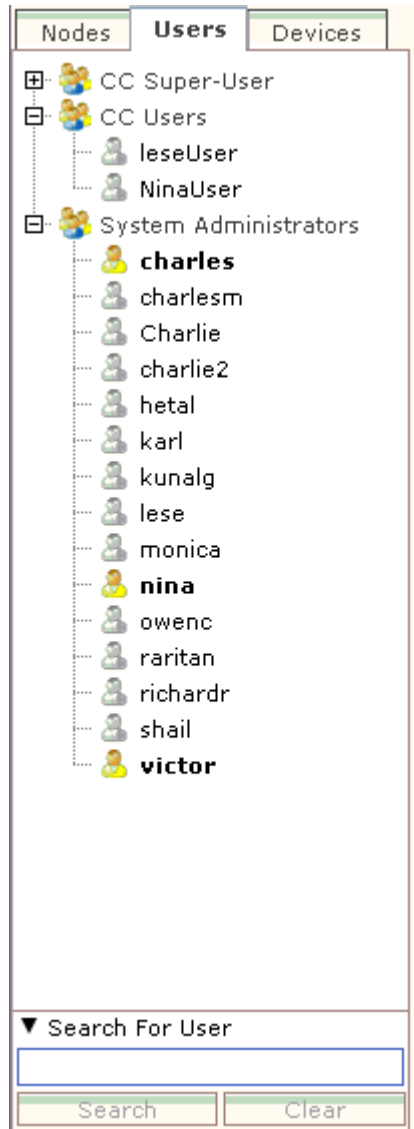 Nodes Users Devices
CC Super-User
CC Users
leseUser
NinaUser
System Administrators
charles
charlesm
Charlie
charlie2
hetal
karl
kunalg
lese
monica
nina
owenc
raritan
richardr
shail
victor
Search For User
Search Clear